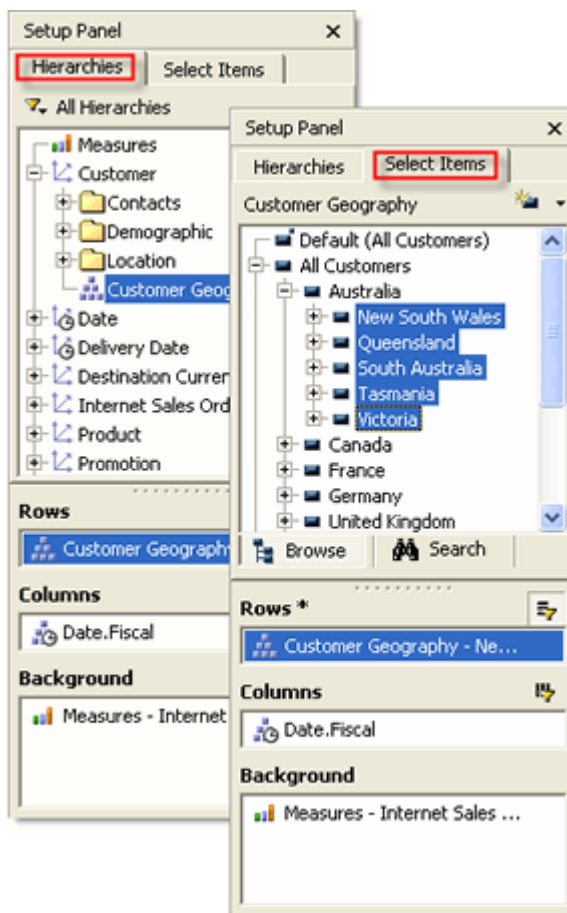 Setup Panel
Hierarchies
Select Items
All Hierarchies
Measures
Customer
Contacts
Demographic
Location
Customer Geog
Date
Delivery Date
Destination Curren
Internet Sales Ord
Product
Promotion
Rows
Customer Geography
Columns
Date.Fiscal
Background
Measures - Internet
Setup Panel
Hierarchies
Select Items
Customer Geography
Default (All Customers)
All Customers
Australia
New South Wales
Queensland
South Australia
Tasmania
Victoria
Canada
France
Germany
United Kingdom
Browse
Search
Rows *
Customer Geography - Ne...
Columns
Date.Fiscal
Background
Measures - Internet Sales ...